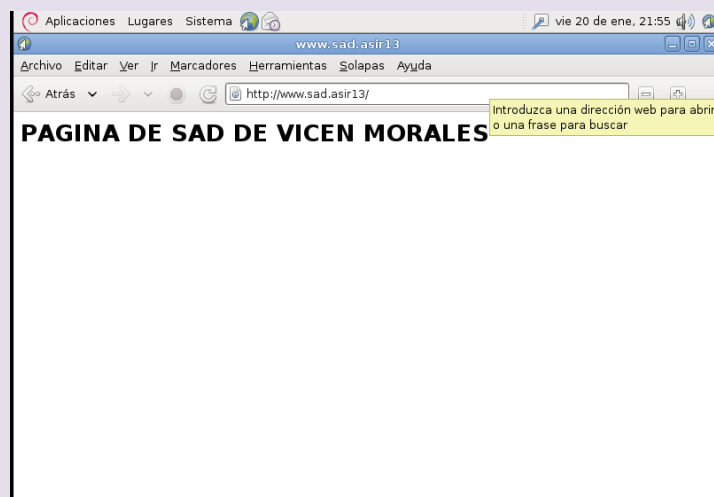 Aplicaciones Lugares Sistema vie 20 de ene, 21:55
www.sad.asir13
Archivo Editar Ver Ir Marcadores Herramientas Solapas Ayuda
Atrás http://www.sad.asir13/
Introduzca una dirección web para abrir
o una frase para buscar
PAGINA DE SAD DE VICEN MORALES